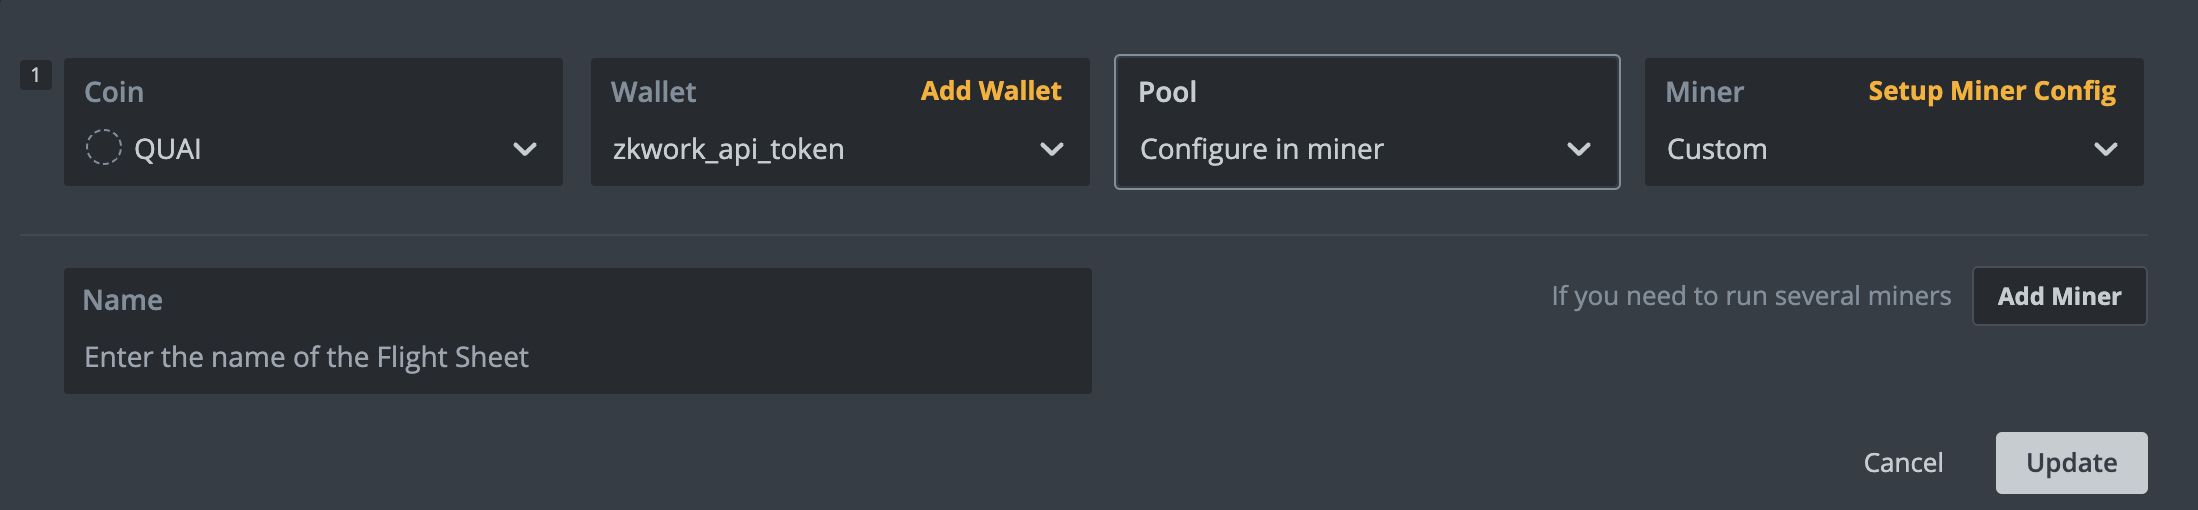 1
Coin
QUAI
Wallet
Add Wallet
zkwork_api_token
Pool
Configure in miner
Miner
Setup Miner Config
Custom
Name
Enter the name of the Flight Sheet
If you need to run several miners
Add Miner
Cancel
Update